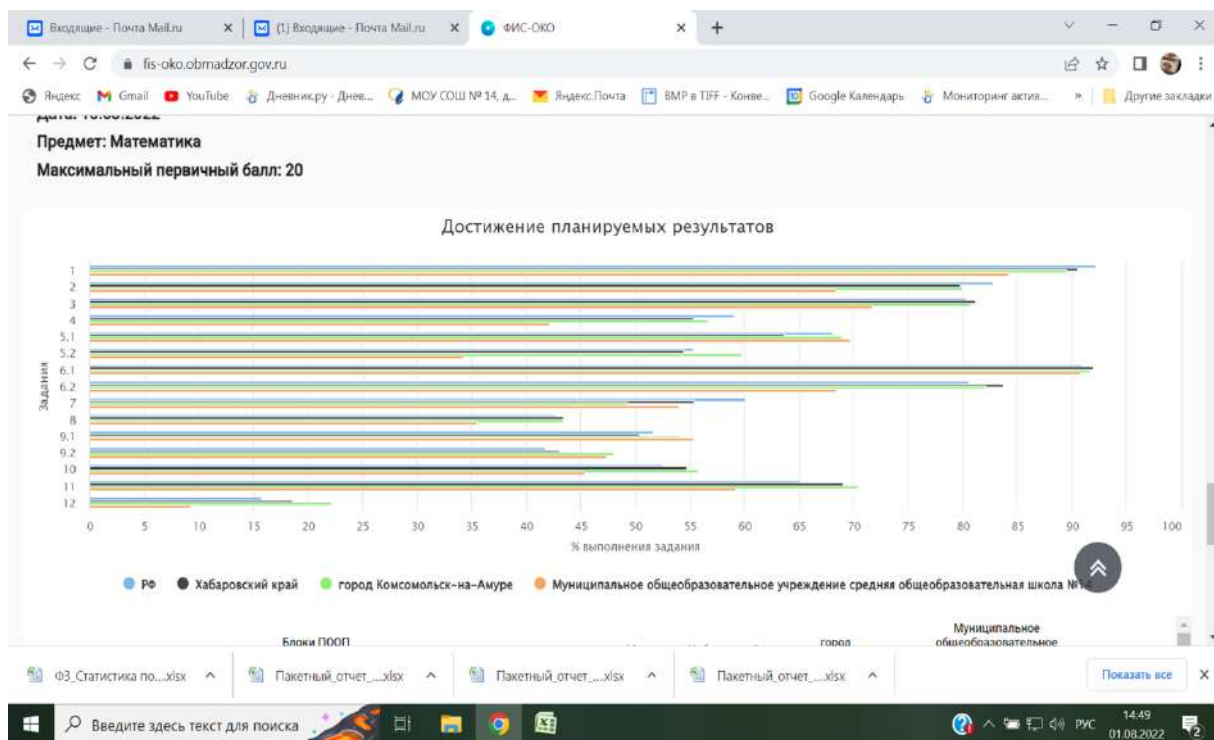 Входящие - Почта Mail.ru
(1) Входящие - Почта Mail.ru
ФИС-ОКО
fis-oko.obrnadzor.gov.ru
Яндекс Gmail YouTube Дневник.ру - Днев... МОУ СОШ № 14, д... Яндекс.Почта BMP в TIFF - Конве... Google Календарь Мониторинг актив... » Другие закладки
Предмет: Математика
Максимальный первичный балл: 20
Достижение планируемых результатов
Задания
1
2
3
4
5.1
5.2
6.1
6.2
7
8
9.1
9.2
10
11
12
0 5 10 15 20 25 30 35 40 45 50 55 60 65 70 75 80 85 90 95 100
% выполнения задания
РФ Хабаровский край город Комсомольск-на-Амуре Муниципальное общеобразовательное учреждение средняя общеобразовательная школа
Муниципальное
Блоки ПООП город общеобразовательное
ФЗ_Статистика по....xlsx Пакетный_отчет_....xlsx Пакетный_отчет_....xlsx Пакетный_отчет_....xlsx Показать все
Введите здесь текст для поиска
РУС
14:49
01.08.2022